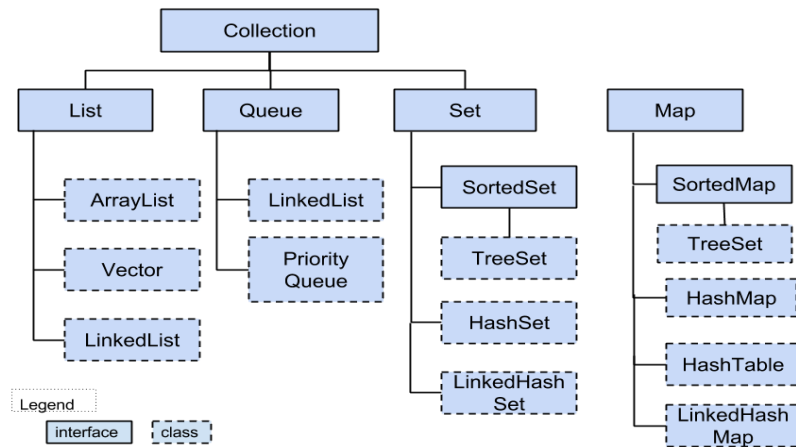 Collection
List
Queue
Set
Map
ArrayList
LinkedList
SortedSet
SortedMap
Vector
Priority
Queue
TreeSet
TreeSet
LinkedList
HashSet
HashMap
LinkedHash
Set
HashTable
LinkedHash
Map
Legend
interface
class